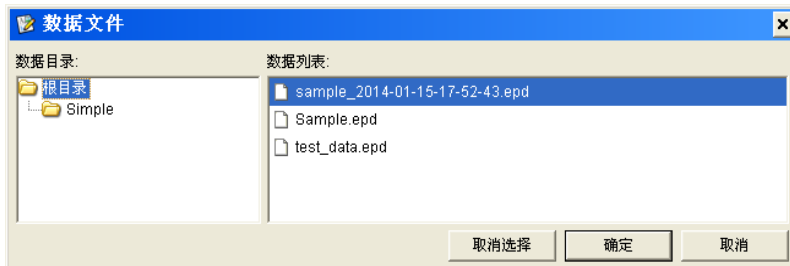 数据文件
数据目录:
根目录
Simple
数据列表:
sample_2014-01-15-17-52-43.epd
Sample.epd
test_data.epd
取消选择
确定
取消